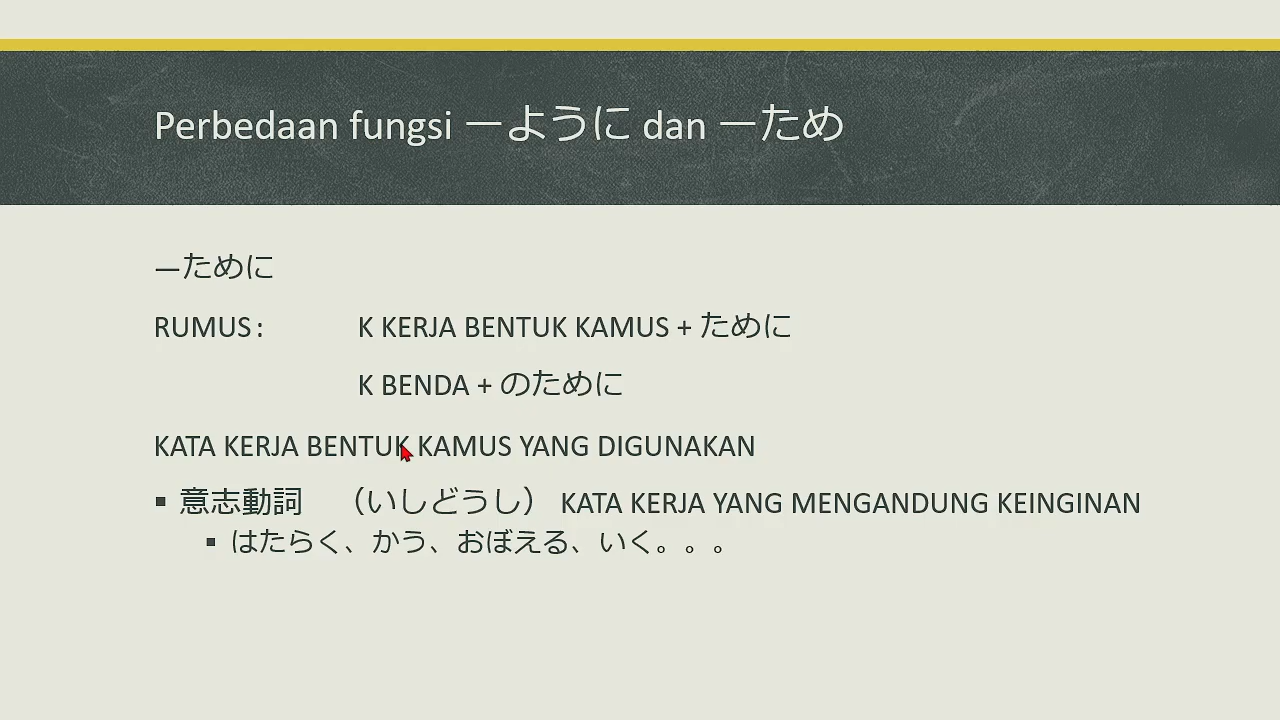 Perbedaan fungsi ーように dan ーため
—ために
RUMUS : K KERJA BENTUK KAMUS + ために
K BENDA + のために
KATA KERJA BENTUK KAMUS YANG DIGUNAKAN
▪ 意志動詞 （いしどうし） KATA KERJA YANG MENGANDUNG KEINGINAN
▪ はたらく、かう、おぼえる、いく。。。